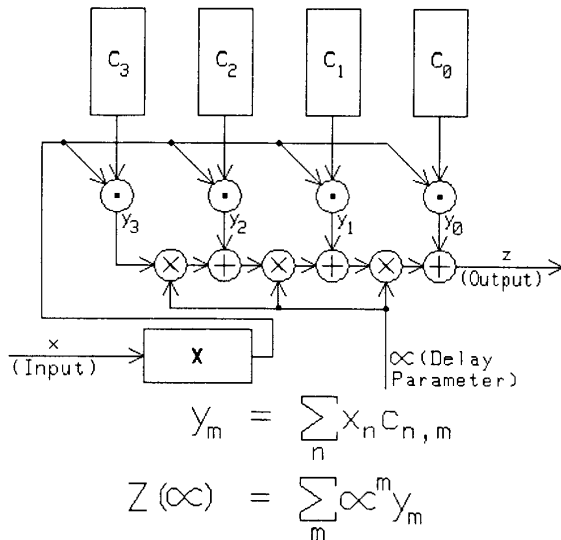 C₃ C₂ C₁ C₀
y₃ y₂ y₁ y₀
z
(Output)
x
(Input)
X
∝(Delay
Parameter)
yₘ = ∑ₙ xₙ cₙ,ₘ
Z(∝) = ∑ₘ ∝ᵐ yₘ